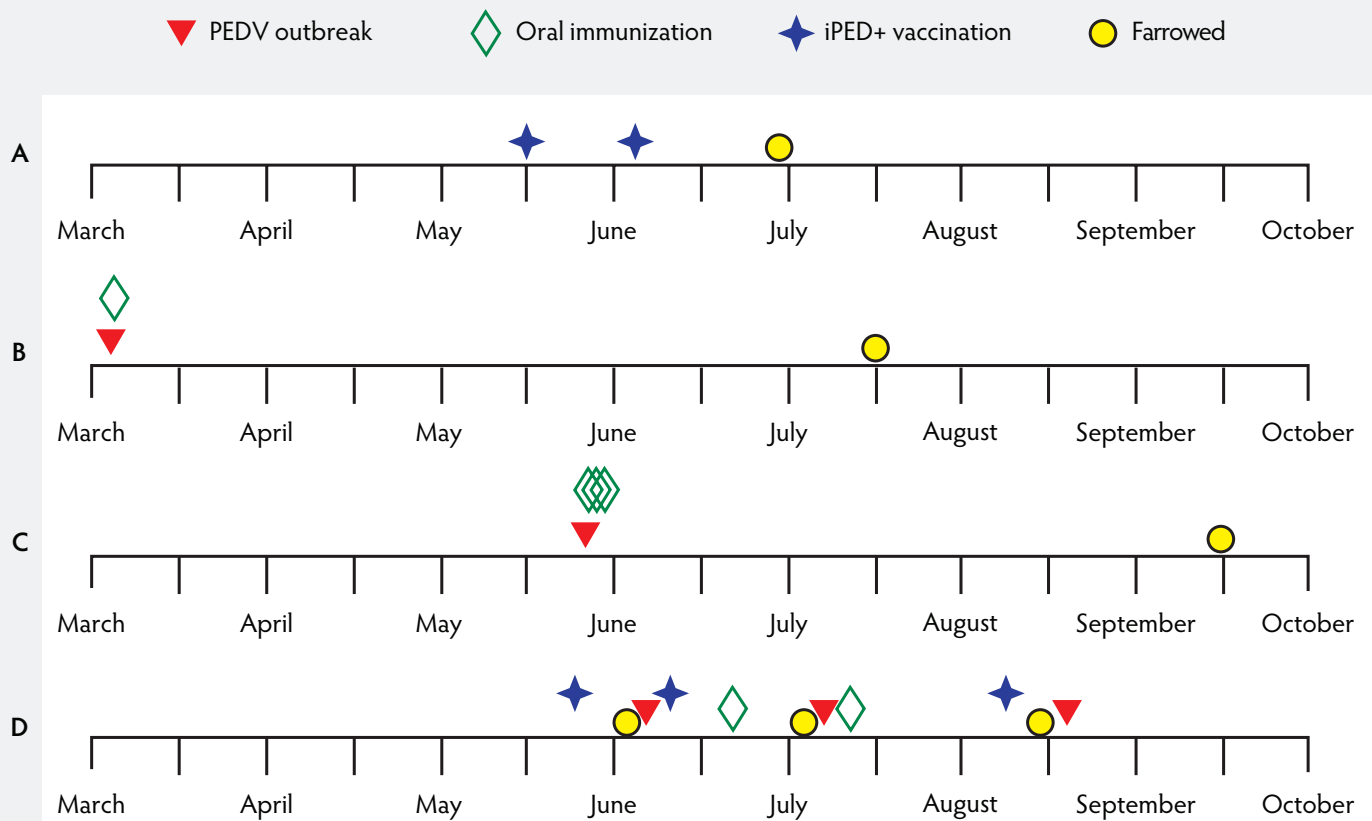 PEDV outbreak Oral immunization iPED+ vaccination Farrowed
A
March April May June July August September October
B
March April May June July August September October
C
March April May June July August September October
D
March April May June July August September October